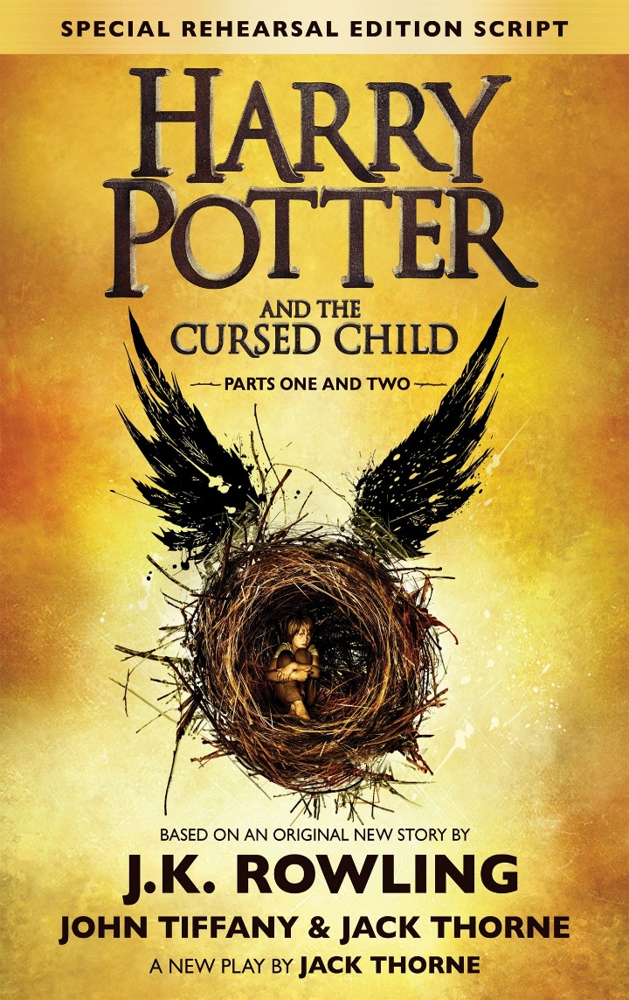 SPECIAL REHEARSAL EDITION SCRIPT
HARRY
POTTER
AND THE
CURSED CHILD
PARTS ONE AND TWO
BASED ON AN ORIGINAL NEW STORY BY
J.K. ROWLING
JOHN TIFFANY & JACK THORNE
A NEW PLAY BY JACK THORNE